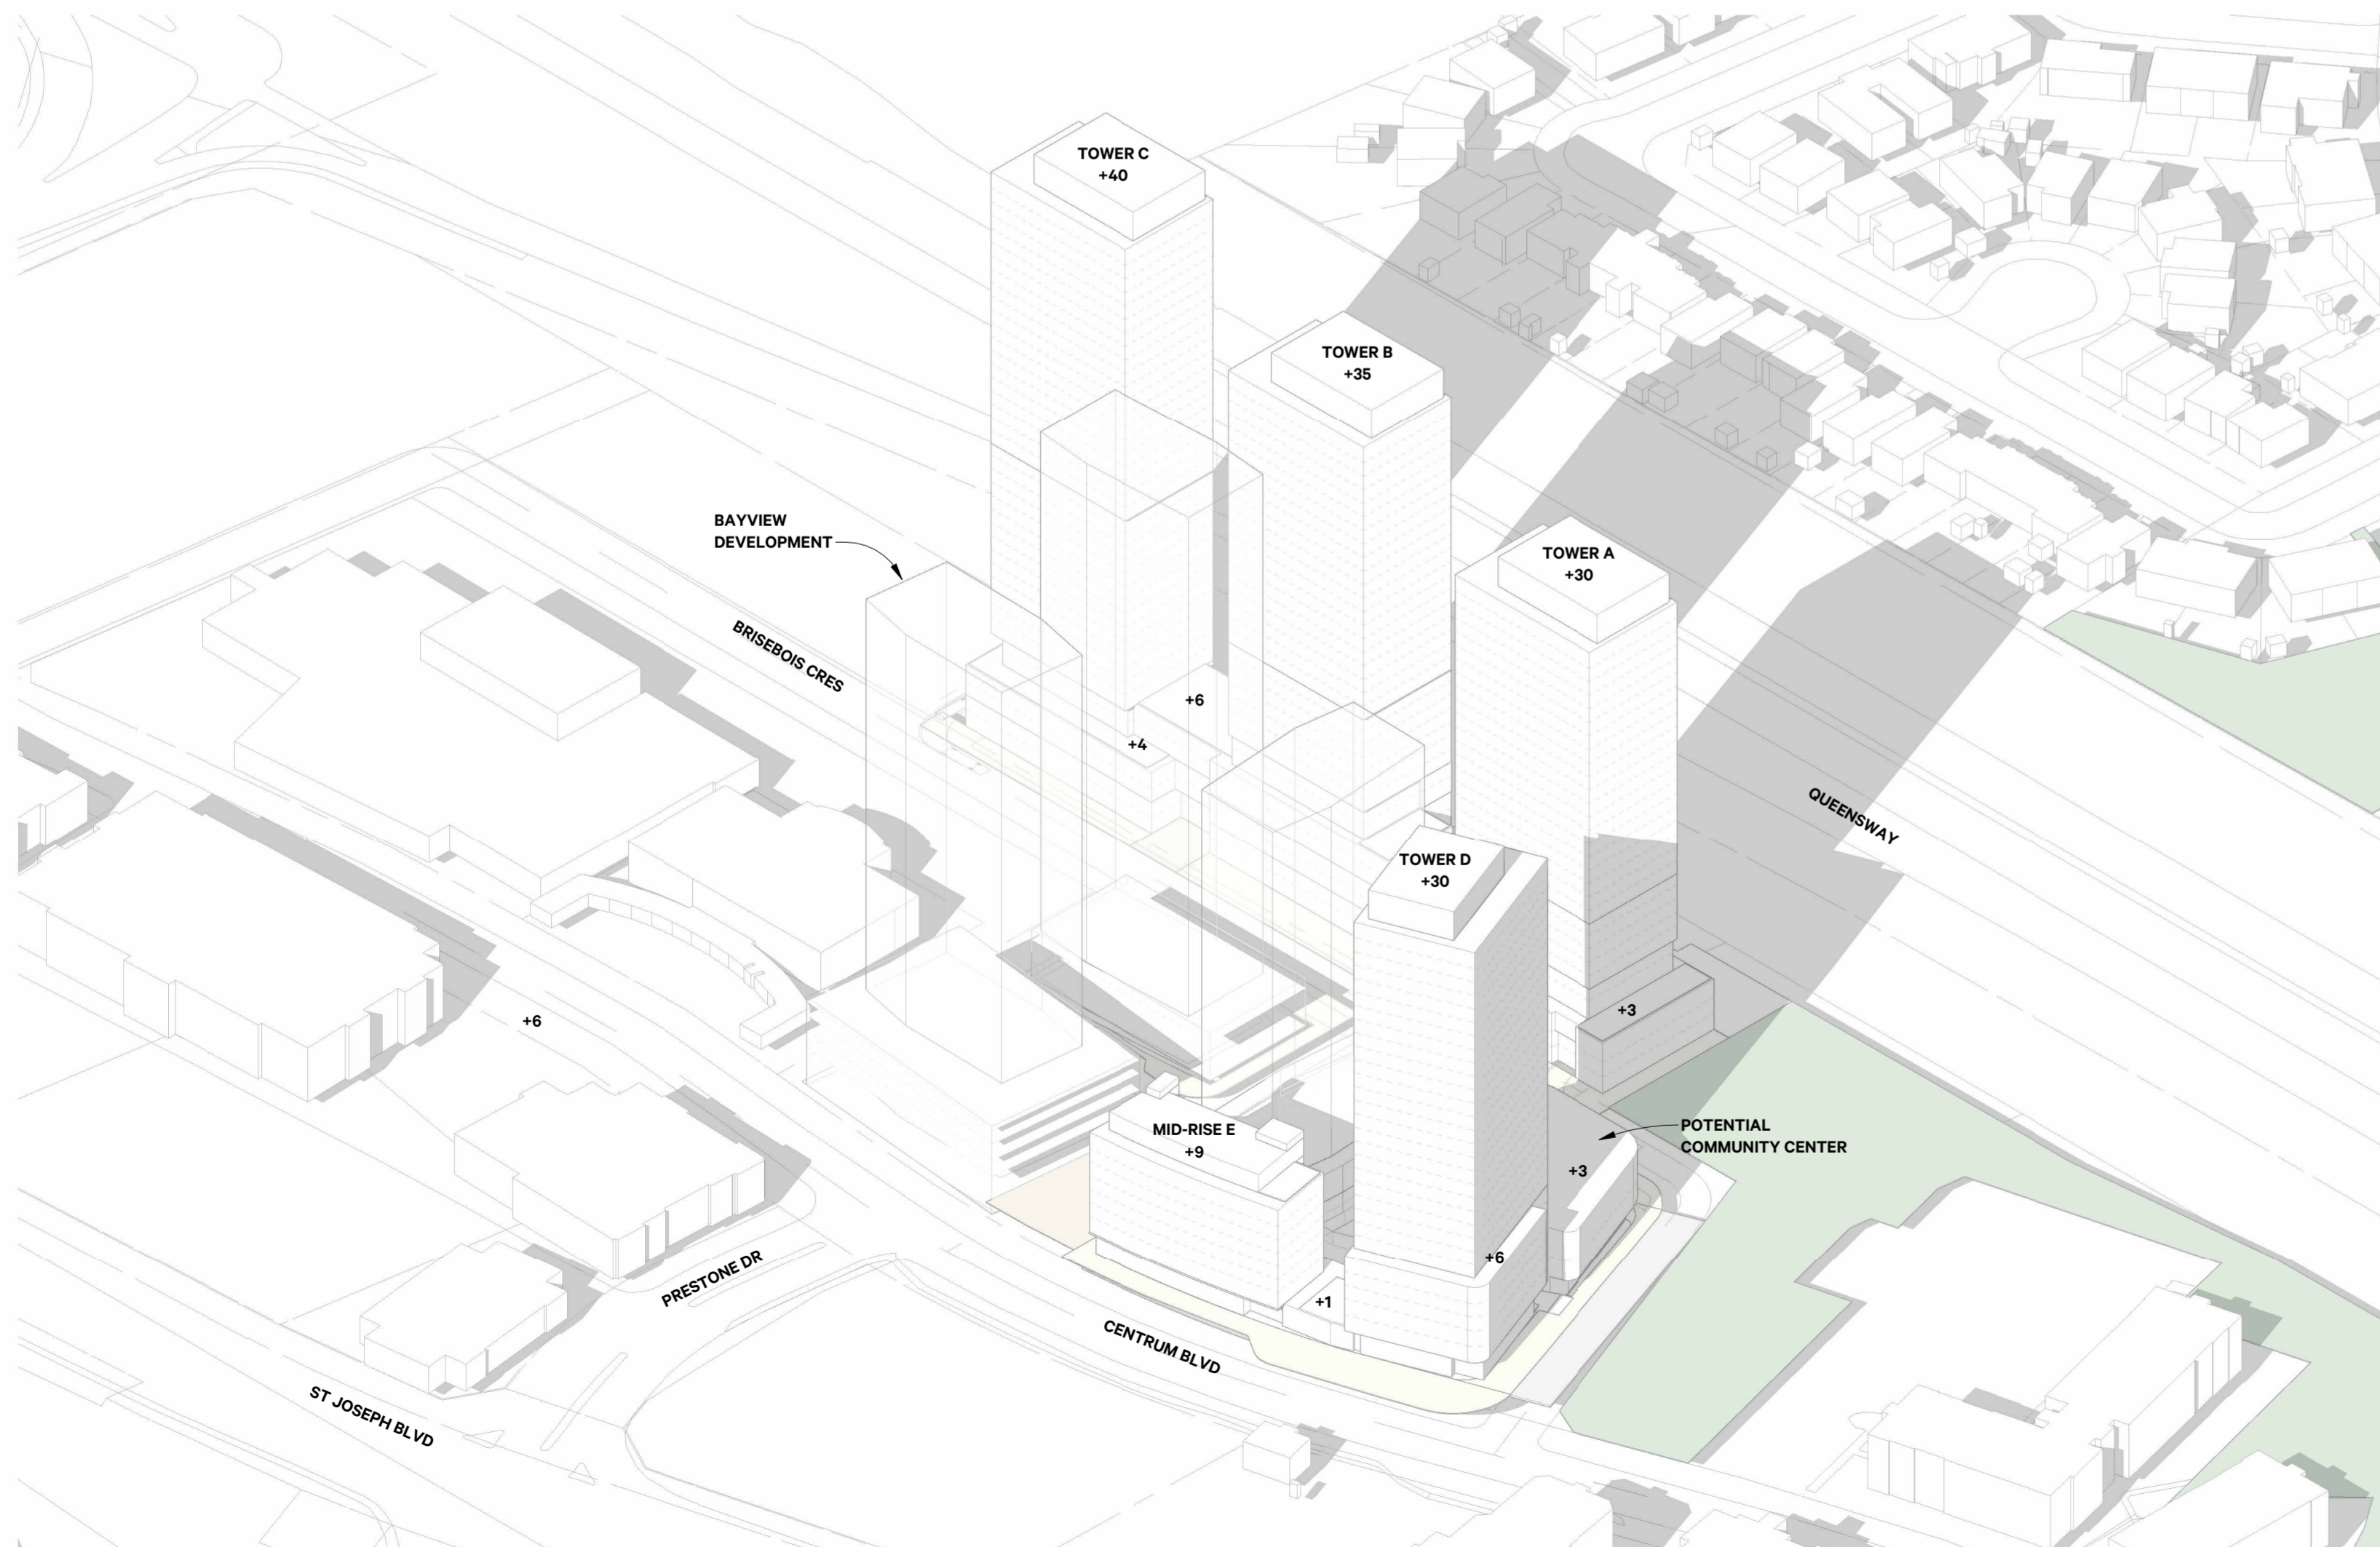 TOWER C
+40
TOWER B
+35
BAYVIEW
DEVELOPMENT
TOWER A
+30
BRISEBOIS CRES
+6
+4
QUEENSWAY
TOWER D
+30
+3
+6
POTENTIAL
COMMUNITY CENTER
MID-RISE E
+9
+3
+6
PRESTONE DR
+1
CENTRUM BLVD
ST JOSEPH BLVD